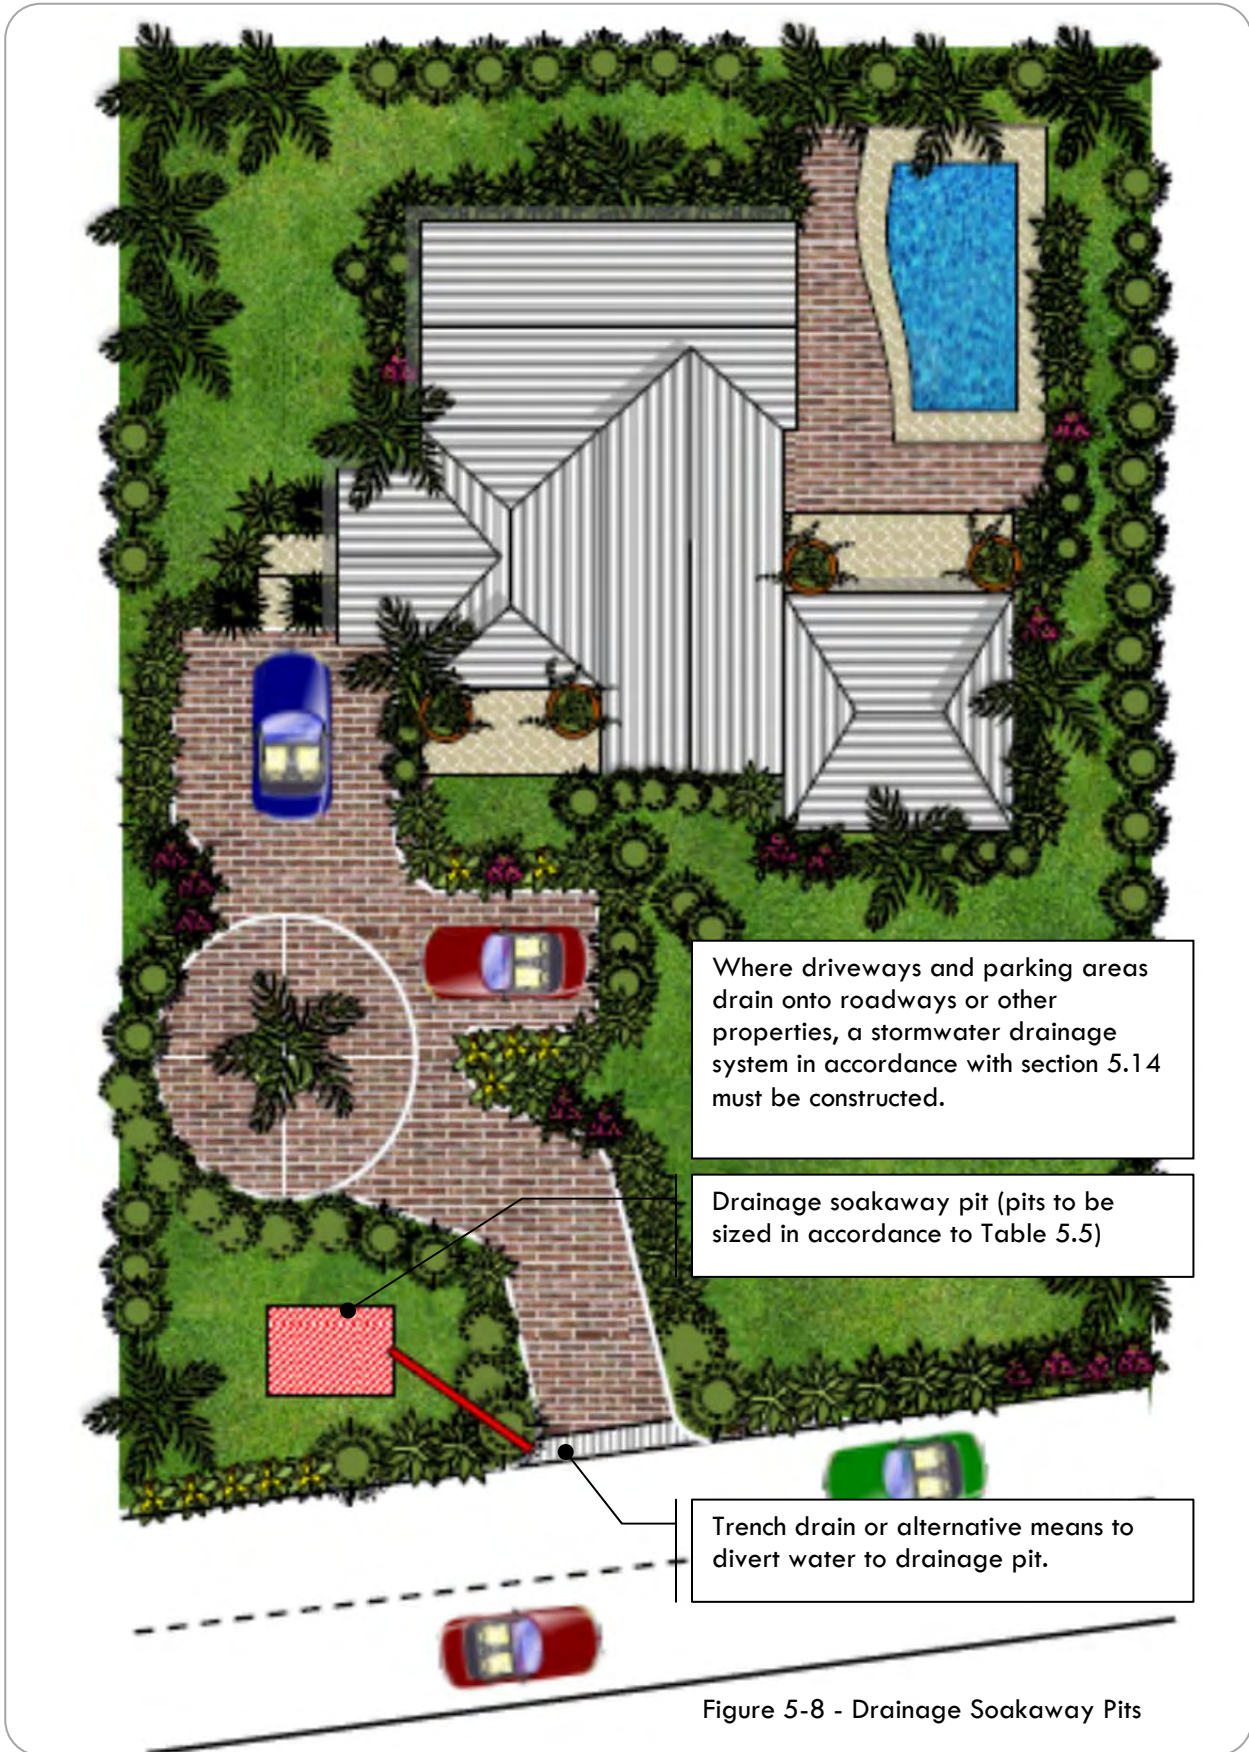 Where driveways and parking areas
drain onto roadways or other
properties, a stormwater drainage
system in accordance with section 5.14
must be constructed.
Drainage soakaway pit (pits to be
sized in accordance to Table 5.5)
Trench drain or alternative means to
divert water to drainage pit.
Figure 5-8 - Drainage Soakaway Pits